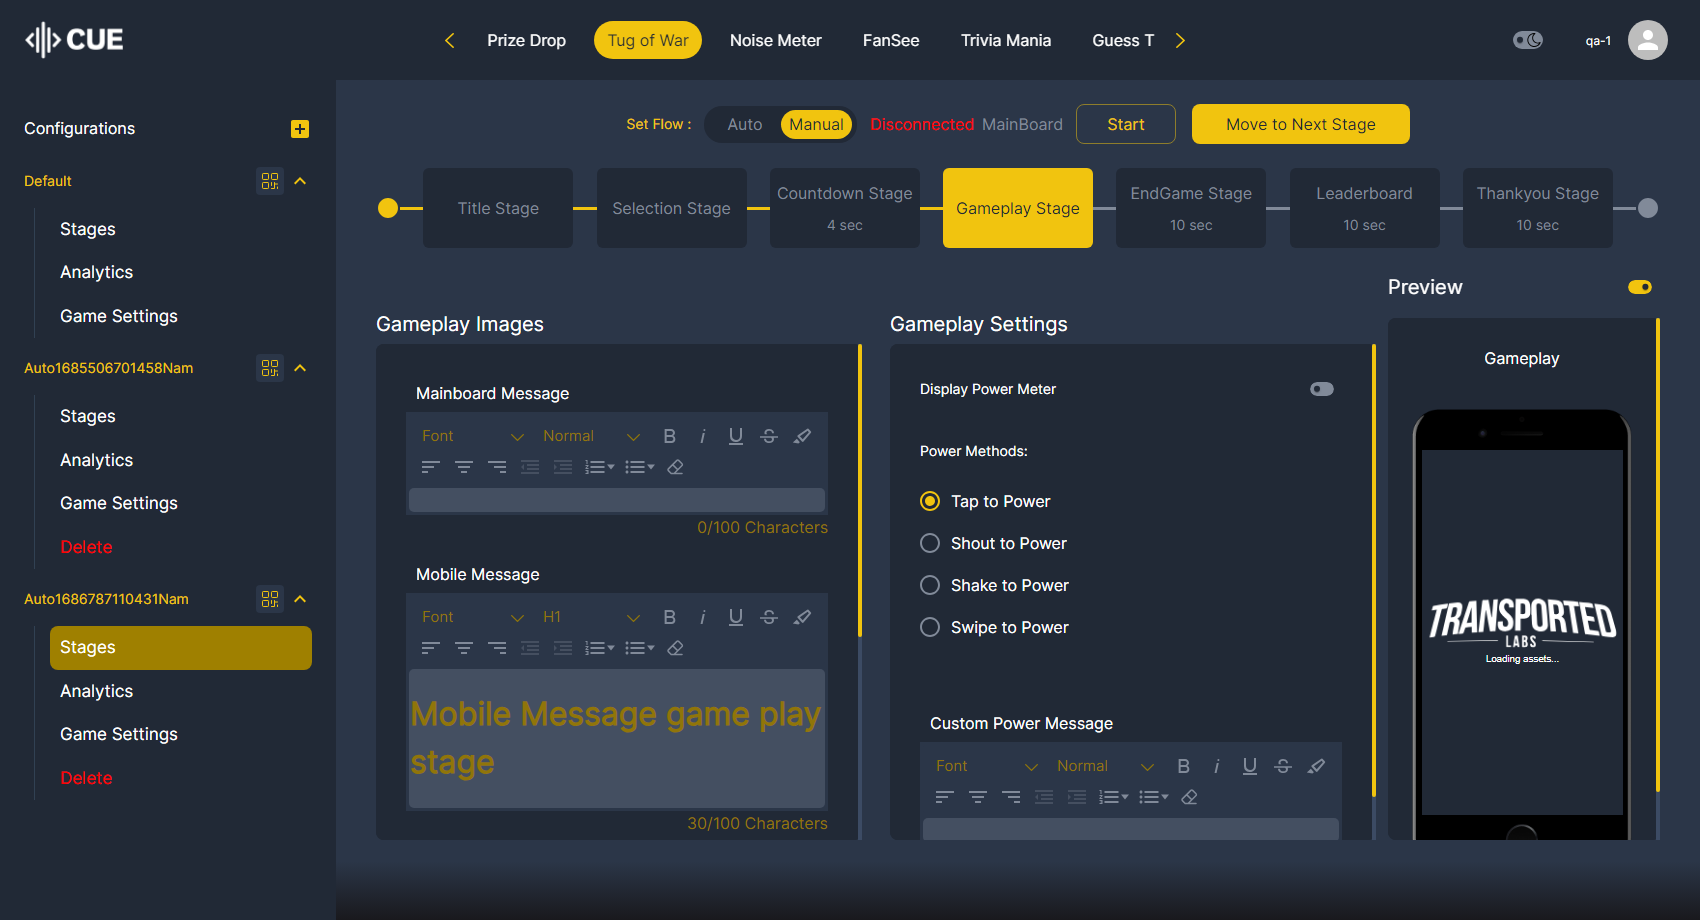 CUE
Prize Drop
Tug of War
Noise Meter
FanSee
Trivia Mania
Guess T
qa-1
Configurations
Default
Stages
Analytics
Game Settings
Auto1685506701458Nam
Stages
Analytics
Game Settings
Delete
Auto1686787110431Nam
Stages
Analytics
Game Settings
Delete
Set Flow :
Auto
Manual
Disconnected MainBoard
Start
Move to Next Stage
Title Stage
Selection Stage
Countdown Stage
4 sec
Gameplay Stage
EndGame Stage
10 sec
Leaderboard
10 sec
Thankyou Stage
10 sec
Gameplay Images
Mainboard Message
Font
Normal
B
i
U
S
0/100 Characters
Mobile Message
Font
H1
B
i
U
S
Mobile Message game play
stage
30/100 Characters
Gameplay Settings
Display Power Meter
Power Methods:
Tap to Power
Shout to Power
Shake to Power
Swipe to Power
Custom Power Message
Font
Normal
B
i
U
S
Preview
Gameplay
TRANSPORTED
LABS
Loading assets...